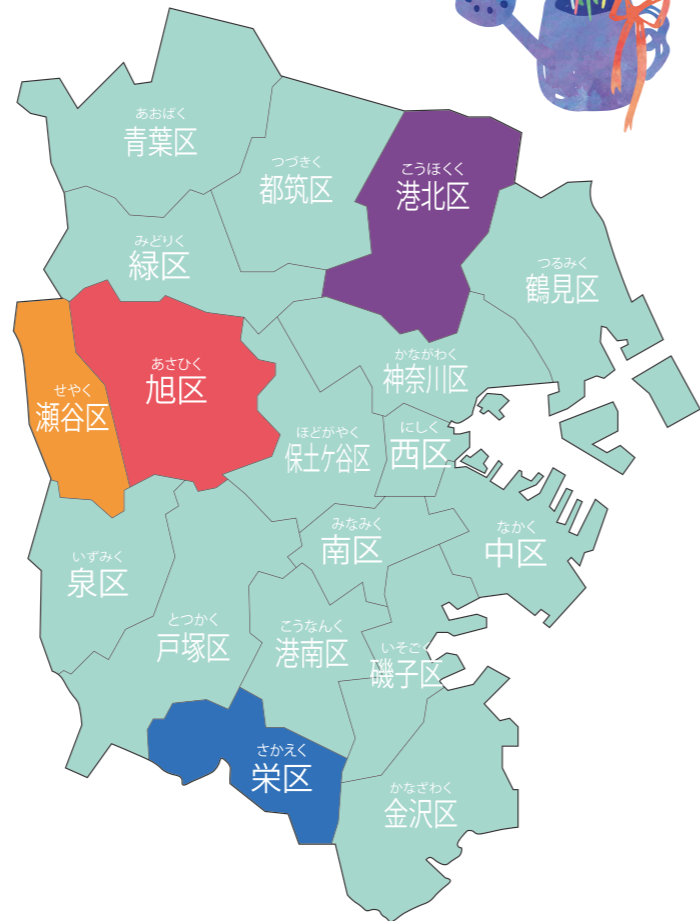 あおばく
青葉区
つづきく
都筑区
こうほくく
港北区
みどりく
緑区
つるみく
鶴見区
あさひく
旭区
せやく
瀬谷区
かながわく
神奈川区
ほどがやく
保土ケ谷区
にしく
西区
みなみく
南区
なかく
中区
いずみく
泉区
とつかく
戸塚区
こうなんく
港南区
いそごく
磯子区
さかえく
栄区
かなざわく
金沢区